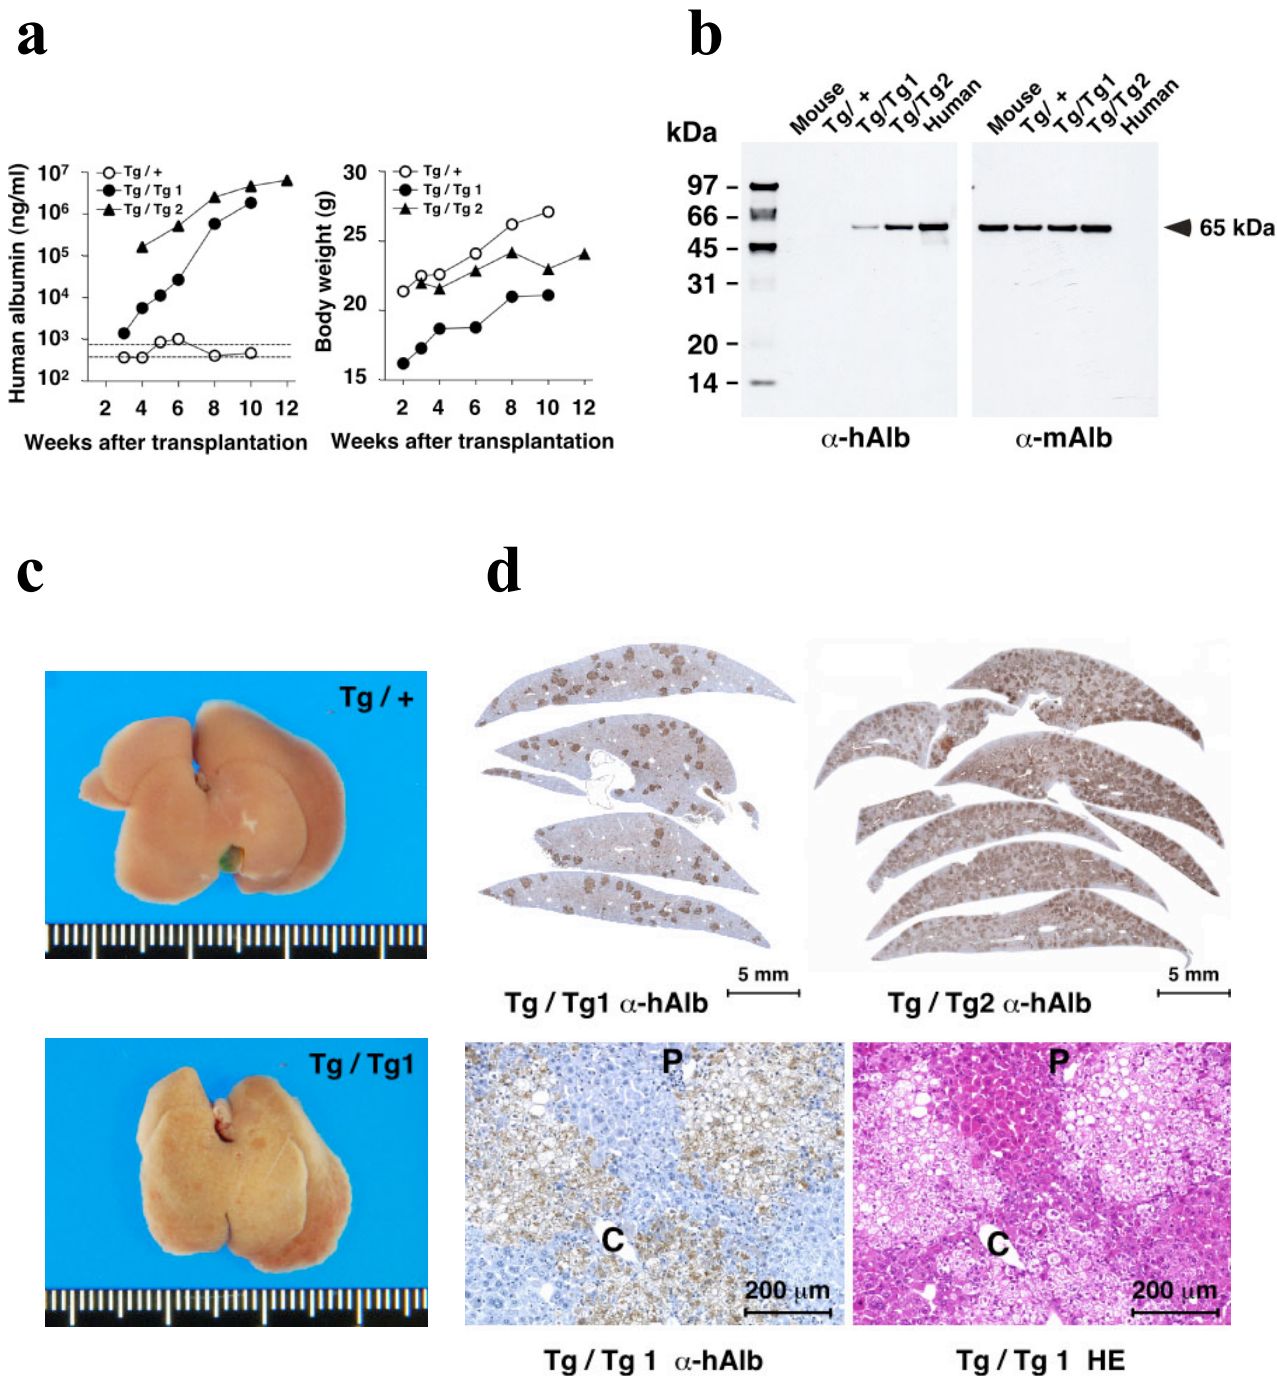 a
b
Human albumin (ng/ml)
10⁷
10⁶
10⁵
10⁴
10³
10²
Tg / +
Tg / Tg 1
Tg / Tg 2
2 4 6 8 10 12
Weeks after transplantation
Body weight (g)
30
25
20
15
Tg / +
Tg / Tg 1
Tg / Tg 2
2 4 6 8 10 12
Weeks after transplantation
kDa
Mouse
Tg/ +
Tg/Tg1
Tg/Tg2
Human
Mouse
Tg/ +
Tg/Tg1
Tg/Tg2
Human
97 –
66 –
45 –
31 –
20 –
14 –
65 kDa
α-hAlb
α-mAlb
c
d
Tg / +
Tg / Tg1
5 mm
Tg / Tg1 α-hAlb
5 mm
Tg / Tg2 α-hAlb
P
C
200 μm
Tg / Tg 1 α-hAlb
P
C
200 μm
Tg / Tg 1 HE